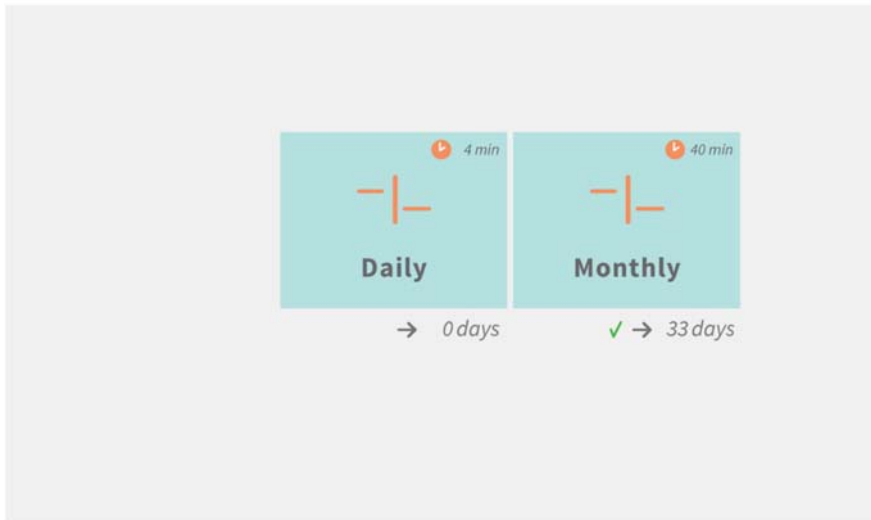 4 min
40 min
Daily
Monthly
→ 0 days
✓ → 33 days